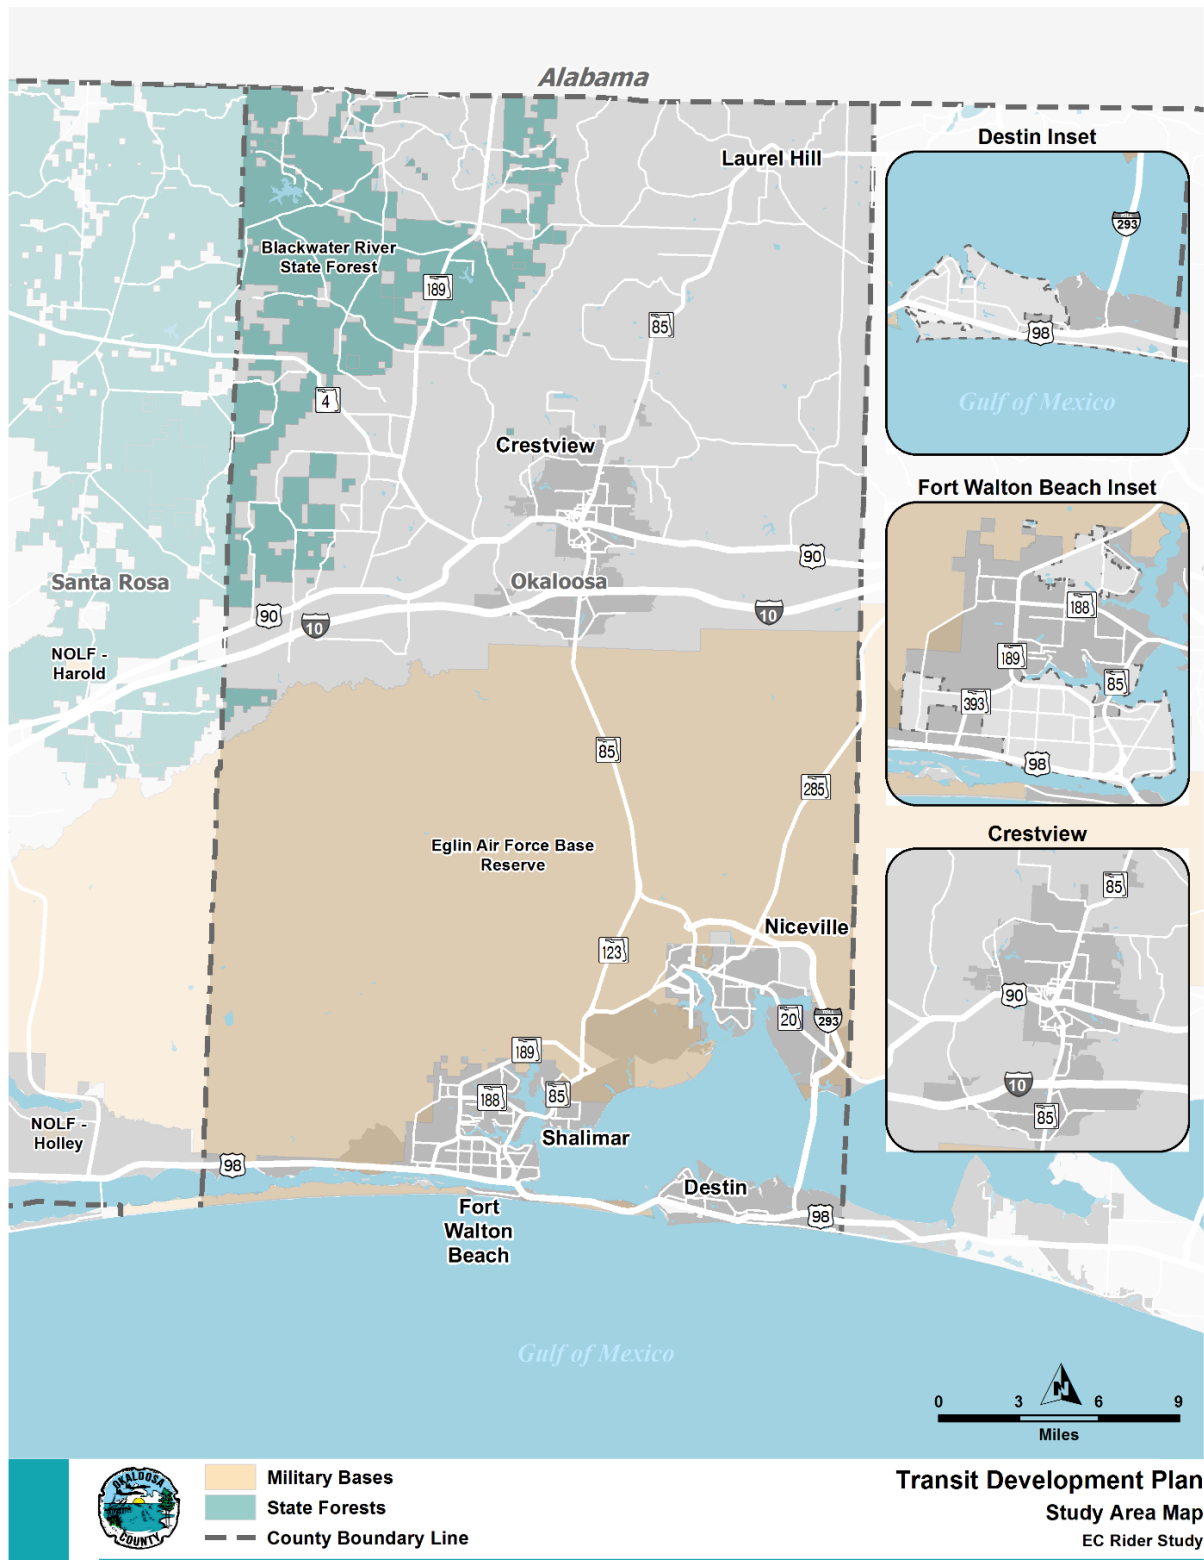 Alabama
Laurel Hill
Destin Inset
293
98
Gulf of Mexico
Blackwater River
State Forest
189
85
4
Crestview
Fort Walton Beach Inset
188
189
85
393
98
90
Santa Rosa
Okaloosa
90
10
10
NOLF -
Harold
85
285
Crestview
85
90
10
85
Eglin Air Force Base
Reserve
Niceville
123
20
293
189
188
85
NOLF -
Holley
Shalimar
98
Destin
98
Fort
Walton
Beach
Gulf of Mexico
N
0 3 6 9
Miles
OKALOOSA
COUNTY
Military Bases
State Forests
County Boundary Line
Transit Development Plan
Study Area Map
EC Rider Study